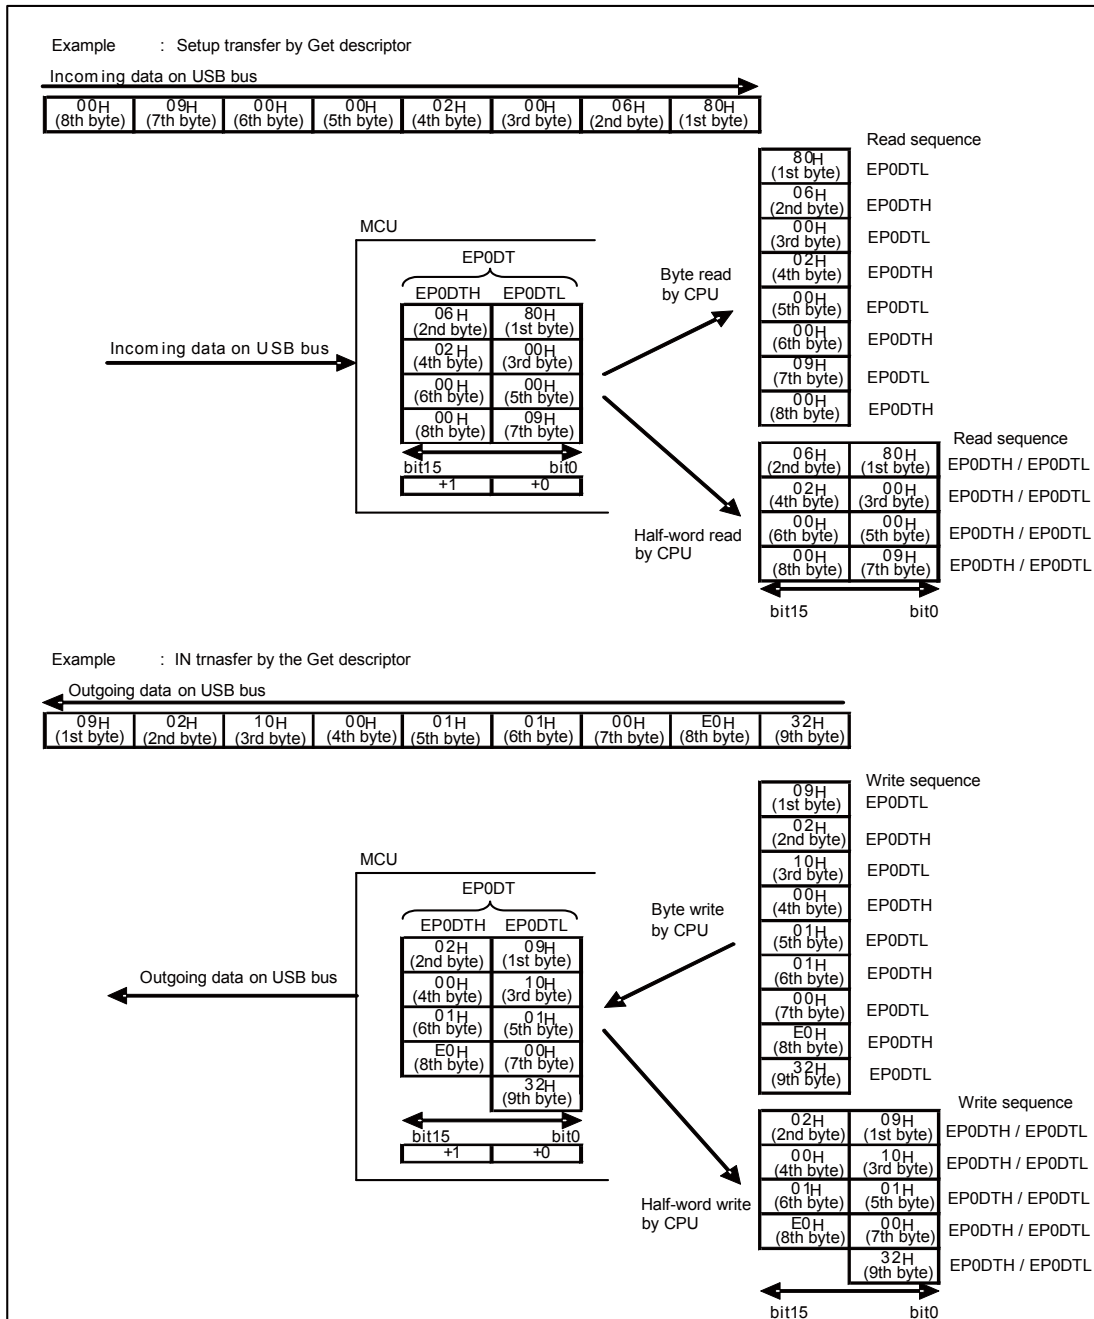 Example : Setup transfer by Get descriptor
Incoming data on USB bus
00H 09H 00H 00H 02H 00H 06H 80H
(8th byte) (7th byte) (6th byte) (5th byte) (4th byte) (3rd byte) (2nd byte) (1st byte)
Read sequence
80H
(1st byte) EP0DTL
06H
(2nd byte) EP0DTH
00H
(3rd byte) EP0DTL
02H
(4th byte) EP0DTH
00H
(5th byte) EP0DTL
00H
(6th byte) EP0DTH
09H
(7th byte) EP0DTL
00H
(8th byte) EP0DTH
MCU
EP0DT
EP0DTH EP0DTL
06H 80H
(2nd byte) (1st byte)
02H 00H
(4th byte) (3rd byte)
00H 00H
(6th byte) (5th byte)
00H 09H
(8th byte) (7th byte)
bit15 bit0
+1 +0
Incoming data on USB bus
Byte read
by CPU
Half-word read
by CPU
Read sequence
06H 80H
(2nd byte) (1st byte) EP0DTH / EP0DTL
02H 00H
(4th byte) (3rd byte) EP0DTH / EP0DTL
00H 00H
(6th byte) (5th byte) EP0DTH / EP0DTL
00H 09H
(8th byte) (7th byte) EP0DTH / EP0DTL
bit15 bit0
Example : IN trnasfer by the Get descriptor
Outgoing data on USB bus
09H 02H 10H 00H 01H 01H 00H E0H 32H
(1st byte) (2nd byte) (3rd byte) (4th byte) (5th byte) (6th byte) (7th byte) (8th byte) (9th byte)
Write sequence
09H
(1st byte) EP0DTL
02H
(2nd byte) EP0DTH
10H
(3rd byte) EP0DTL
00H
(4th byte) EP0DTH
01H
(5th byte) EP0DTL
01H
(6th byte) EP0DTH
00H
(7th byte) EP0DTL
E0H
(8th byte) EP0DTH
32H
(9th byte) EP0DTL
MCU
EP0DT
EP0DTH EP0DTL
02H 09H
(2nd byte) (1st byte)
00H 10H
(4th byte) (3rd byte)
01H 01H
(6th byte) (5th byte)
E0H 00H
(8th byte) (7th byte)
32H
(9th byte)
bit15 bit0
+1 +0
Outgoing data on USB bus
Byte write
by CPU
Half-word write
by CPU
Write sequence
02H 09H
(2nd byte) (1st byte) EP0DTH / EP0DTL
00H 10H
(4th byte) (3rd byte) EP0DTH / EP0DTL
01H 01H
(6th byte) (5th byte) EP0DTH / EP0DTL
E0H 00H
(8th byte) (7th byte) EP0DTH / EP0DTL
32H
(9th byte) EP0DTH / EP0DTL
bit15 bit0